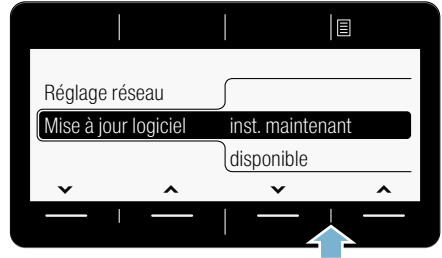 Réglage réseau
Mise à jour logiciel inst. maintenant
disponible